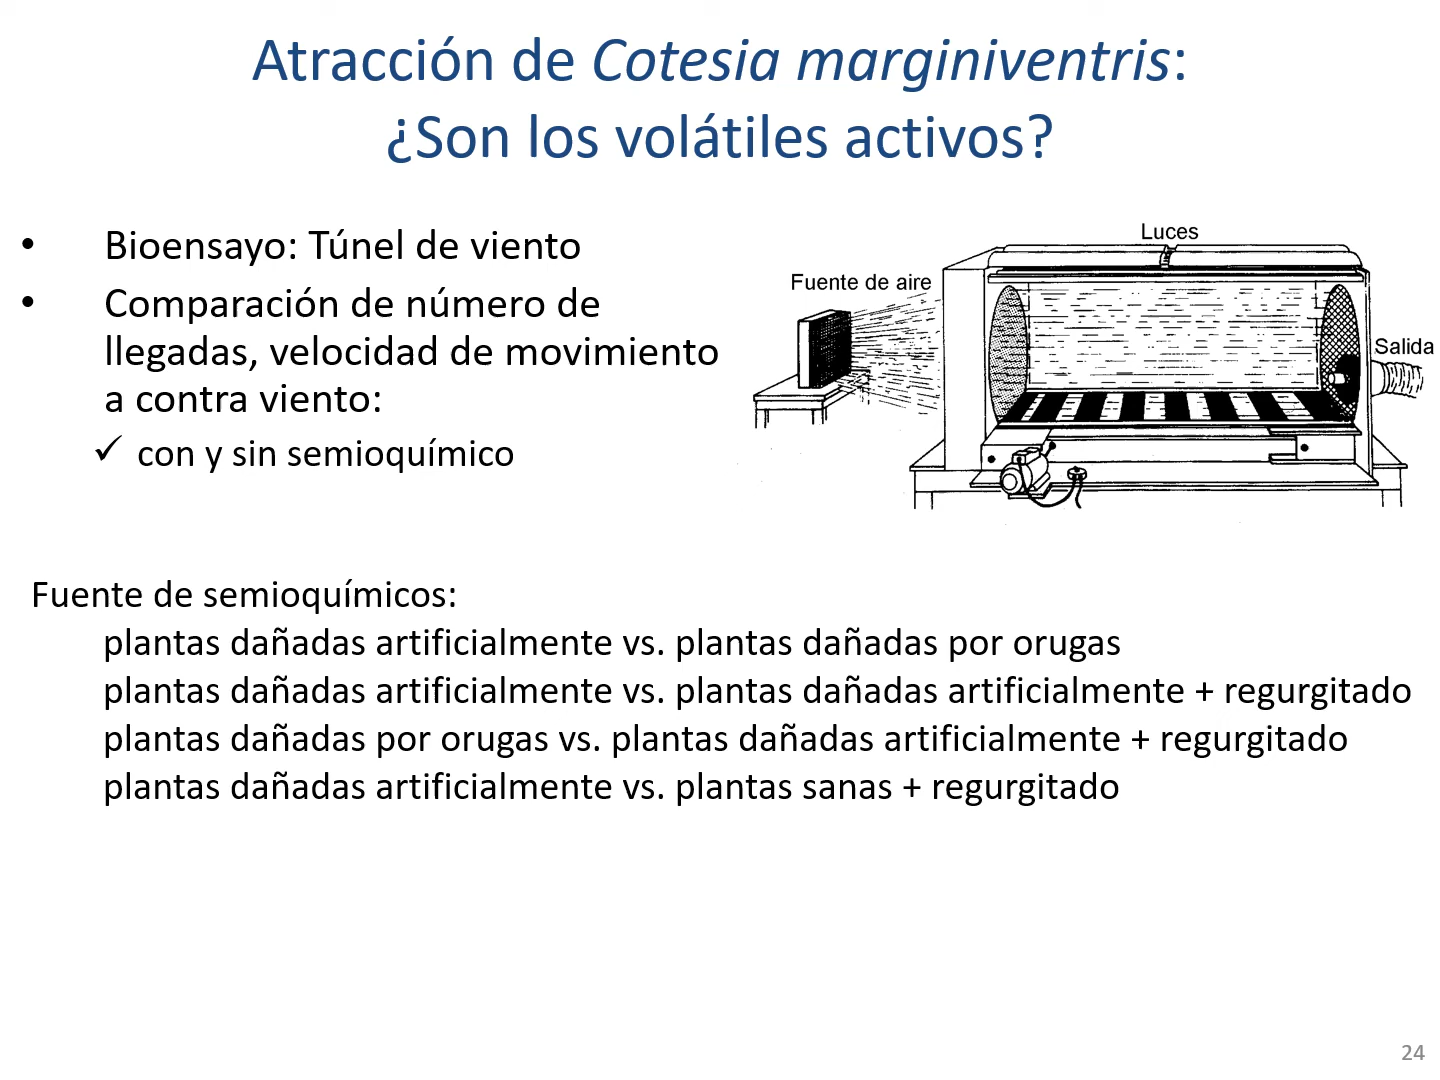 Atracción de Cotesia marginiventris:
¿Son los volátiles activos?
• Bioensayo: Túnel de viento
• Comparación de número de
llegadas, velocidad de movimiento
a contra viento:
✓ con y sin semioquímico
Luces
Fuente de aire
Salida
Fuente de semioquímicos:
plantas dañadas artificialmente vs. plantas dañadas por orugas
plantas dañadas artificialmente vs. plantas dañadas artificialmente + regurgitado
plantas dañadas por orugas vs. plantas dañadas artificialmente + regurgitado
plantas dañadas artificialmente vs. plantas sanas + regurgitado
24